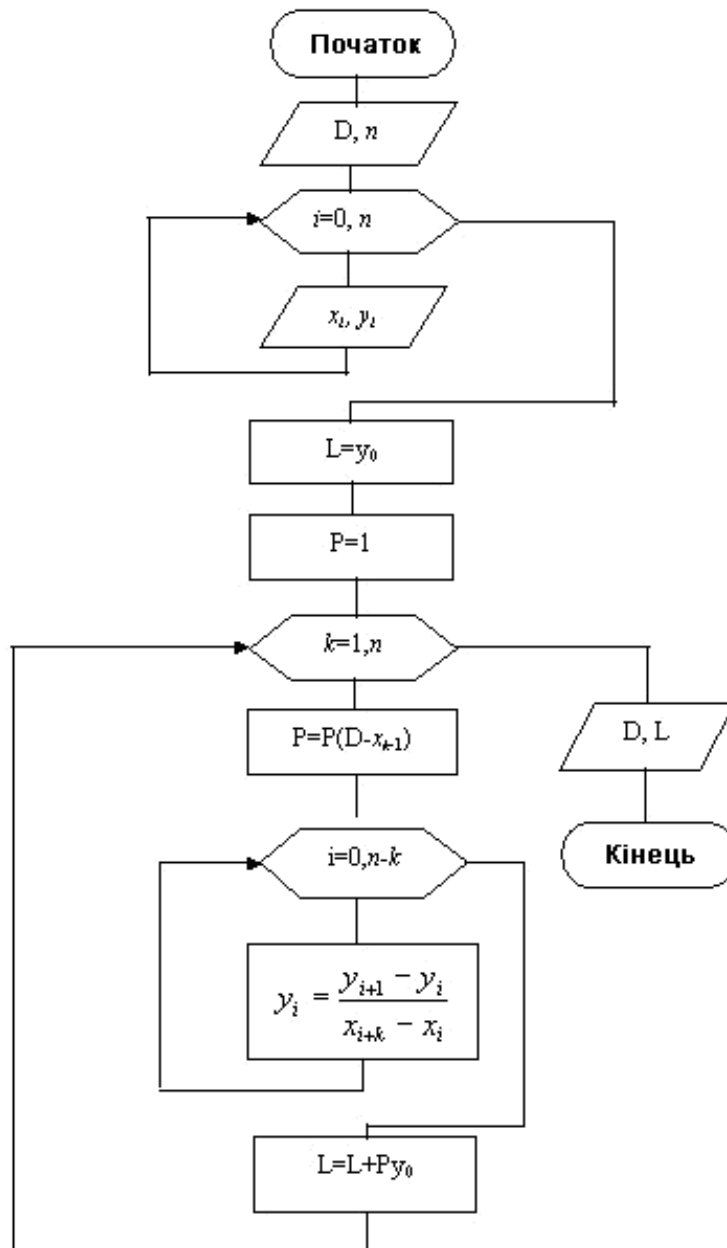 Початок
D, n
i=0, n
xᵢ, yᵢ
L=y₀
P=1
k=1,n
P=P(D-xₖ₋₁)
D, L
i=0,n-k
Кінець
yᵢ = (yᵢ₊₁ − yᵢ) / (xᵢ₊ₖ − xᵢ)
L=L+Py₀